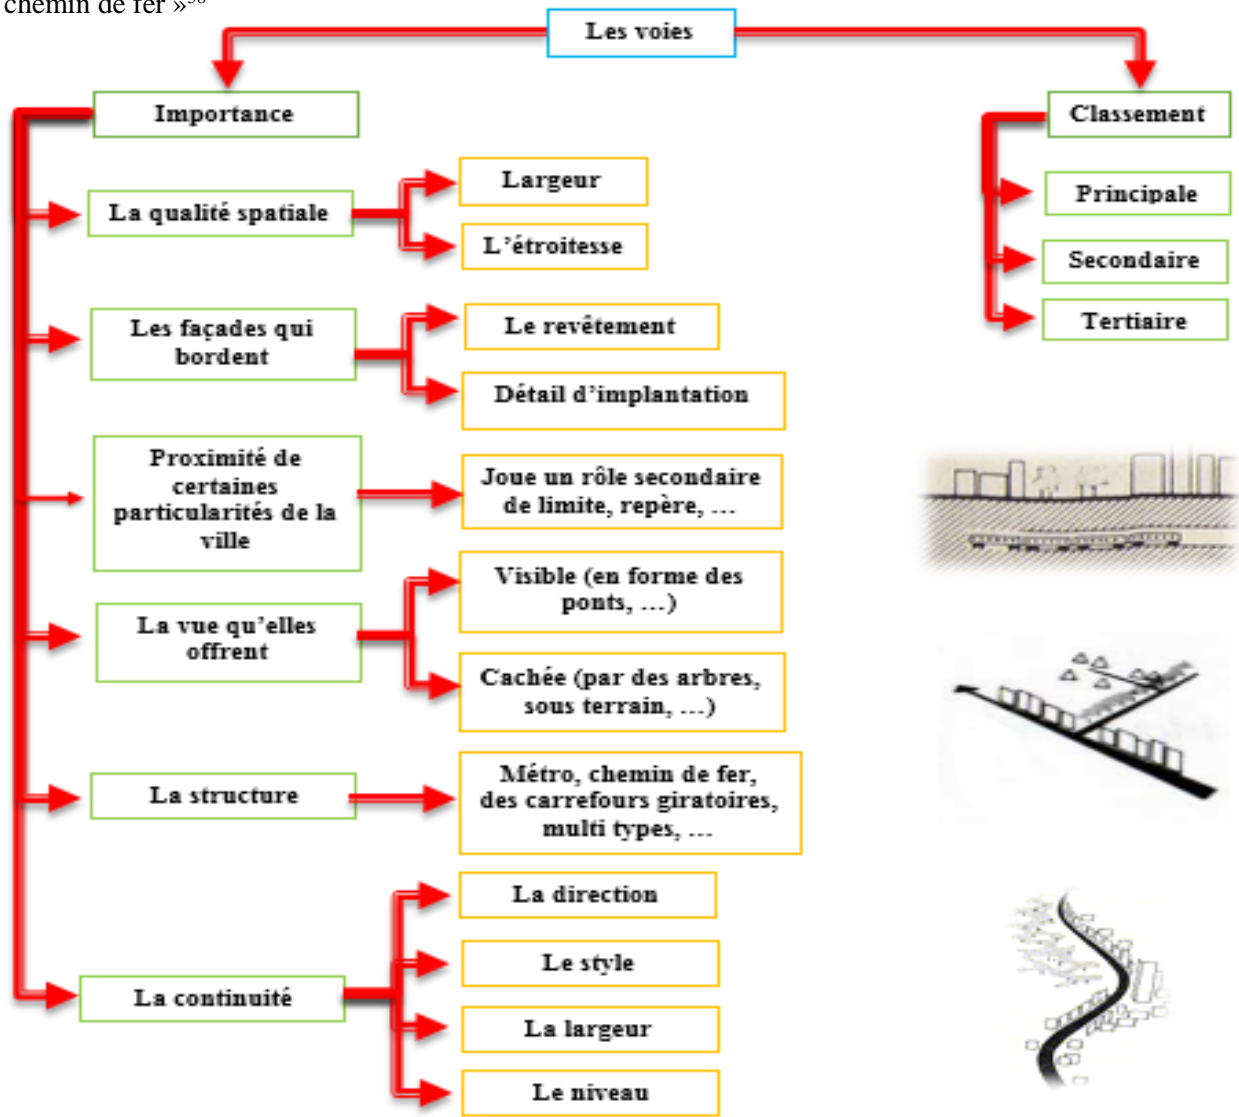 chemin de fer »³⁸
Les voies
Importance
Classement
La qualité spatiale
Largeur
L'étroitesse
Principale
Secondaire
Tertiaire
Les façades qui
bordent
Le revêtement
Détail d'implantation
Proximité de
certaines
particularités de la
ville
Joue un rôle secondaire
de limite, repère, …
La vue qu'elles
offrent
Visible (en forme des
ponts, …)
Cachée (par des arbres,
sous terrain, …)
La structure
Métro, chemin de fer,
des carrefours giratoires,
multi types, …
La continuité
La direction
Le style
La largeur
Le niveau